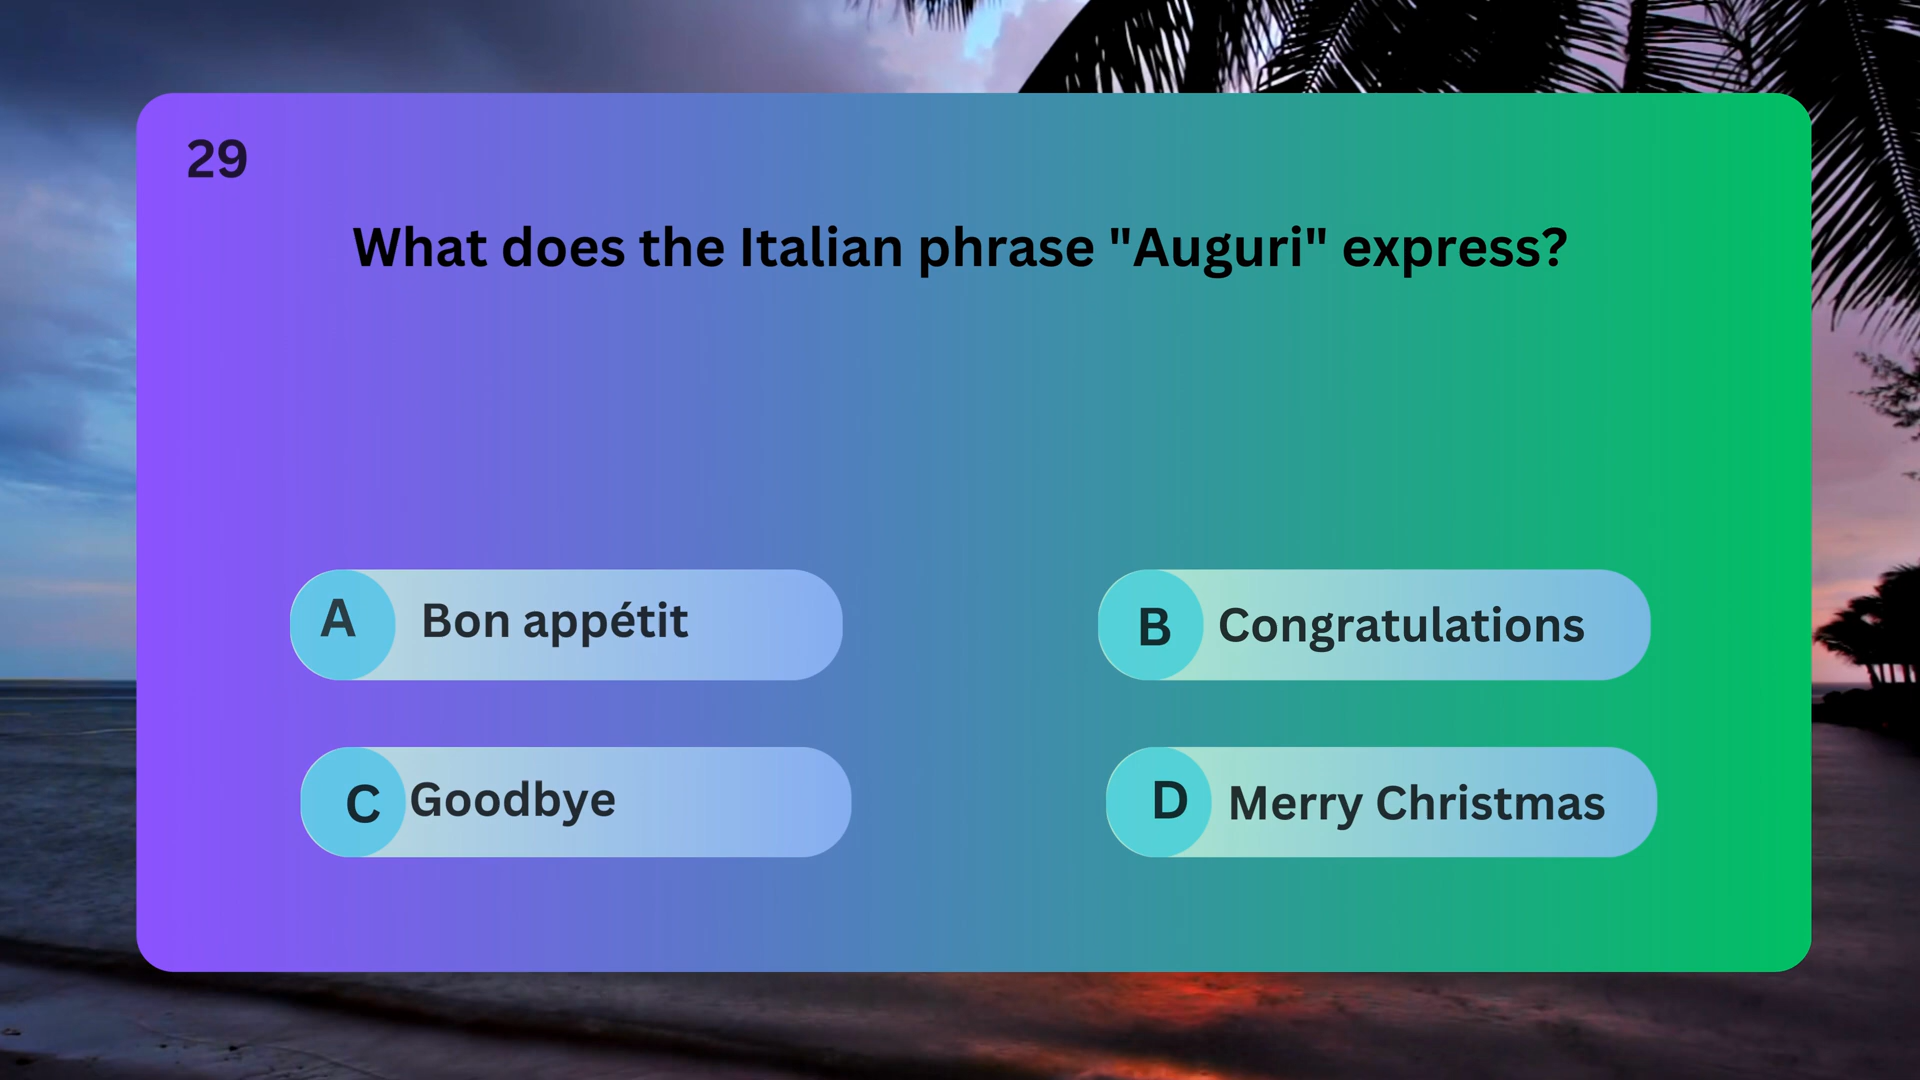 29
What does the Italian phrase "Auguri" express?
A Bon appétit
B Congratulations
C Goodbye
D Merry Christmas